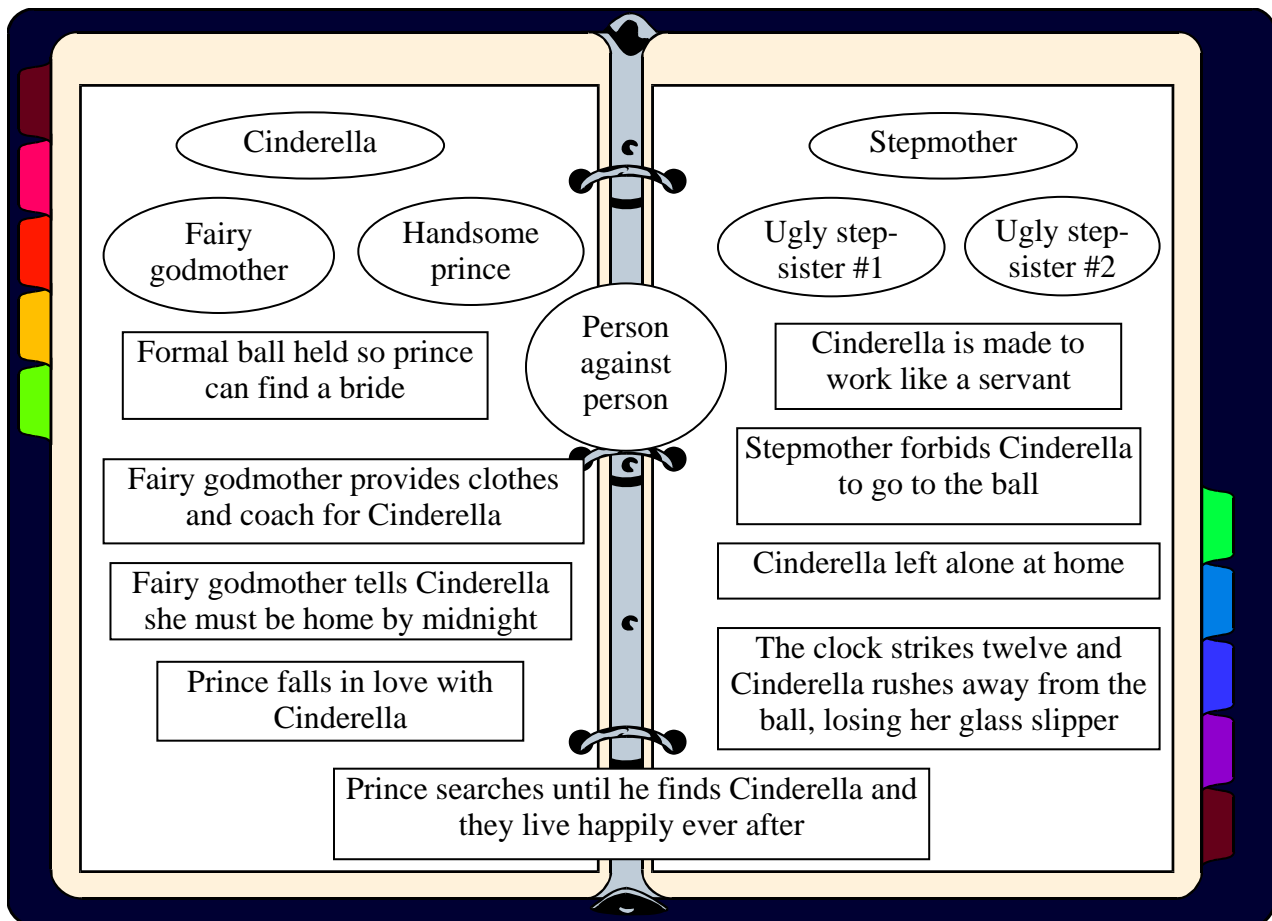 Cinderella
Fairy
godmother
Handsome
prince
Formal ball held so prince
can find a bride
Fairy godmother provides clothes
and coach for Cinderella
Fairy godmother tells Cinderella
she must be home by midnight
Prince falls in love with
Cinderella
Person
against
person
Stepmother
Ugly step-
sister #1
Ugly step-
sister #2
Cinderella is made to
work like a servant
Stepmother forbids Cinderella
to go to the ball
Cinderella left alone at home
The clock strikes twelve and
Cinderella rushes away from the
ball, losing her glass slipper
Prince searches until he finds Cinderella and
they live happily ever after